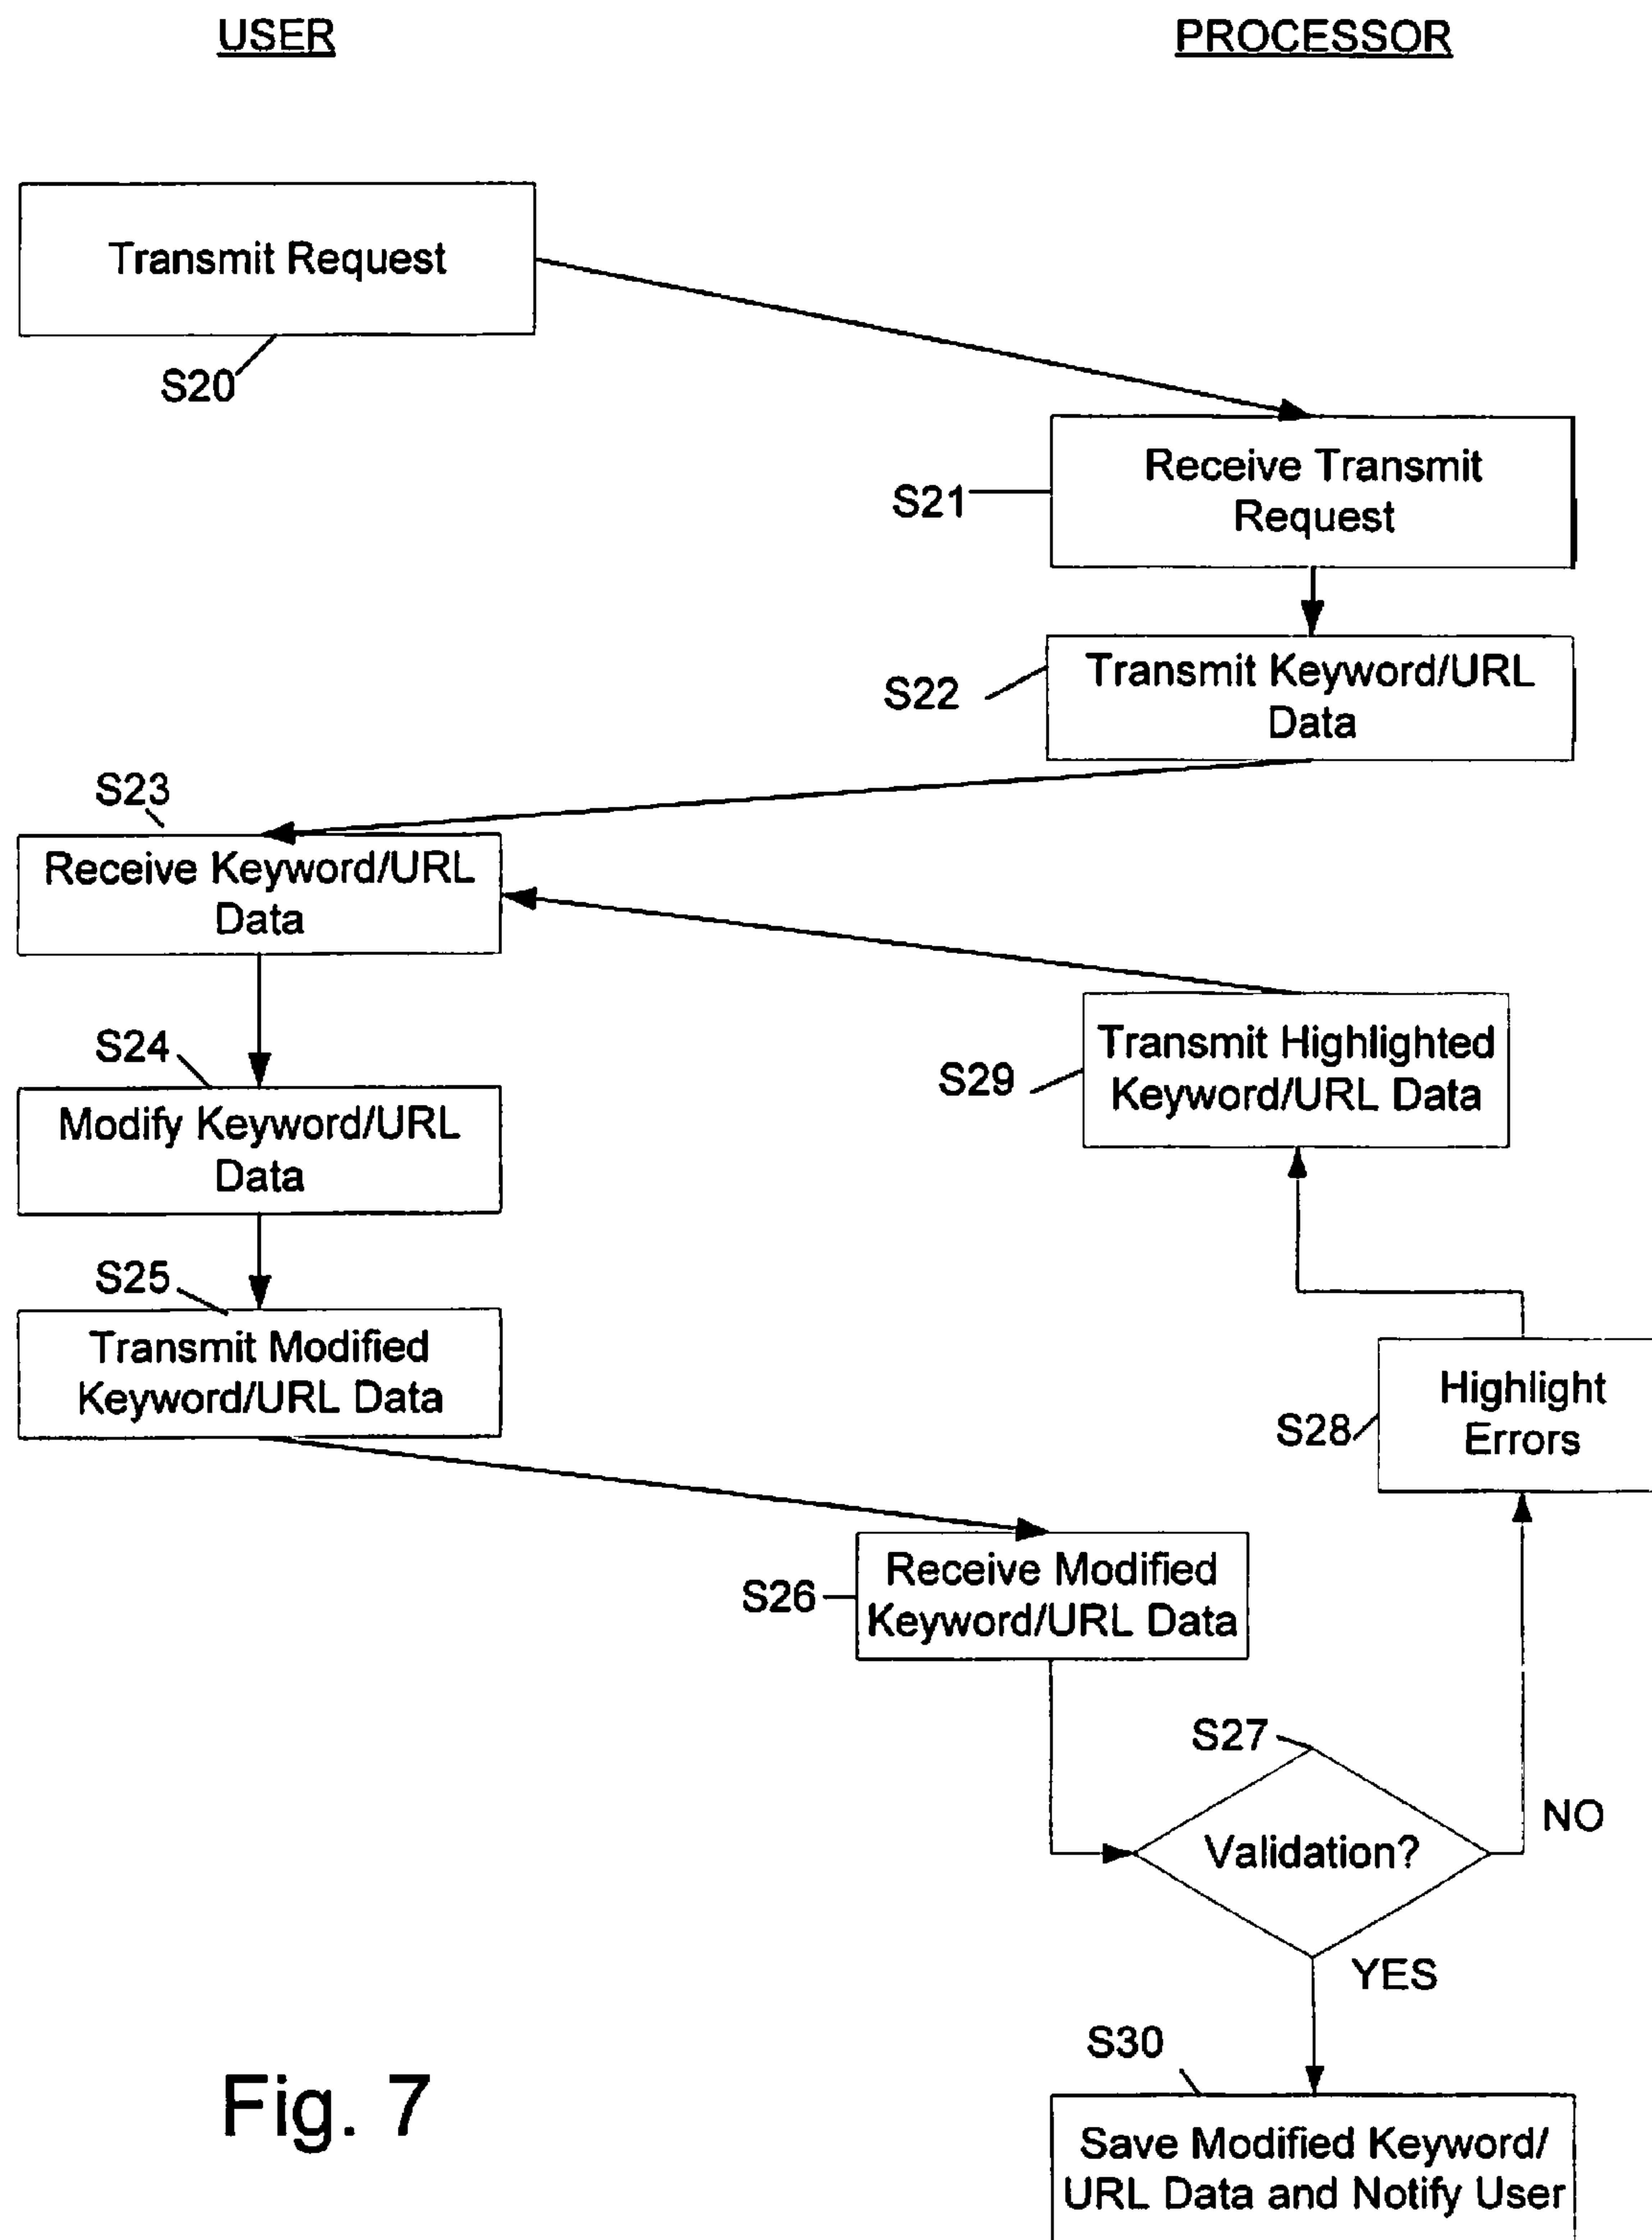 USER
PROCESSOR
Transmit Request
S20
Receive Transmit
Request
S21
Transmit Keyword/URL
Data
S22
S23
Receive Keyword/URL
Data
S24
Modify Keyword/URL
Data
S25
Transmit Modified
Keyword/URL Data
Transmit Highlighted
Keyword/URL Data
S29
Highlight
Errors
S28
Receive Modified
Keyword/URL Data
S26
S27
Validation?
NO
YES
S30
Save Modified Keyword/
URL Data and Notify User
Fig. 7